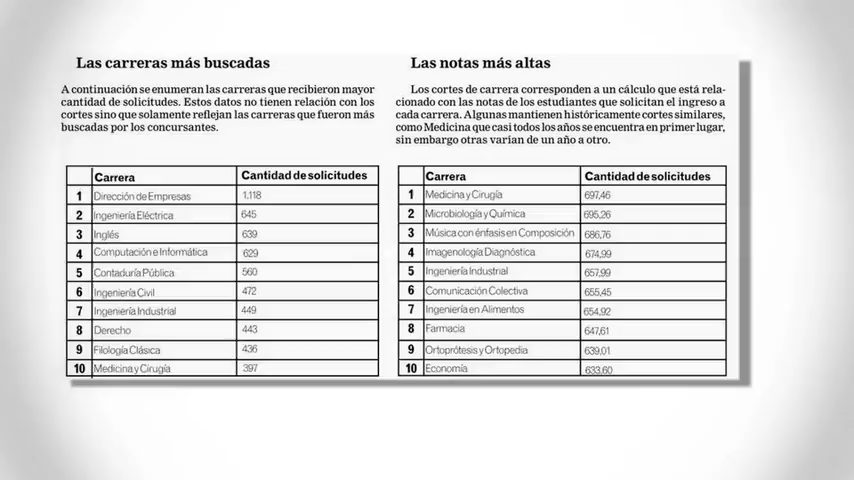 Las carreras más buscadas
A continuación se enumeran las carreras que recibieron mayor
cantidad de solicitudes. Estos datos no tienen relación con los
cortes sino que solamente reflejan las carreras que fueron más
buscadas por los concursantes.
Carrera Cantidad de solicitudes
1 Dirección de Empresas 1.118
2 Ingeniería Eléctrica 645
3 Inglés 639
4 Computación e Informática 629
5 Contaduría Pública 560
6 Ingeniería Civil 472
7 Ingeniería Industrial 449
8 Derecho 443
9 Filología Clásica 436
10 Medicina y Cirugía 397
Las notas más altas
Los cortes de carrera corresponden a un cálculo que está rela-
cionado con las notas de los estudiantes que solicitan el ingreso a
cada carrera. Algunas mantienen históricamente cortes similares,
como Medicina que casi todos los años se encuentra en primer lugar,
sin embargo otras varían de un año a otro.
Carrera Cantidad de solicitudes
1 Medicina y Cirugía 697,46
2 Microbiología y Química 695,26
3 Música con énfasis en Composición 686,76
4 Imagenología Diagnóstica 674,99
5 Ingeniería Industrial 657,99
6 Comunicación Colectiva 655,45
7 Ingeniería en Alimentos 654,92
8 Farmacia 647,61
9 Ortoprótesis y Ortopedia 639,01
10 Economía 633,60